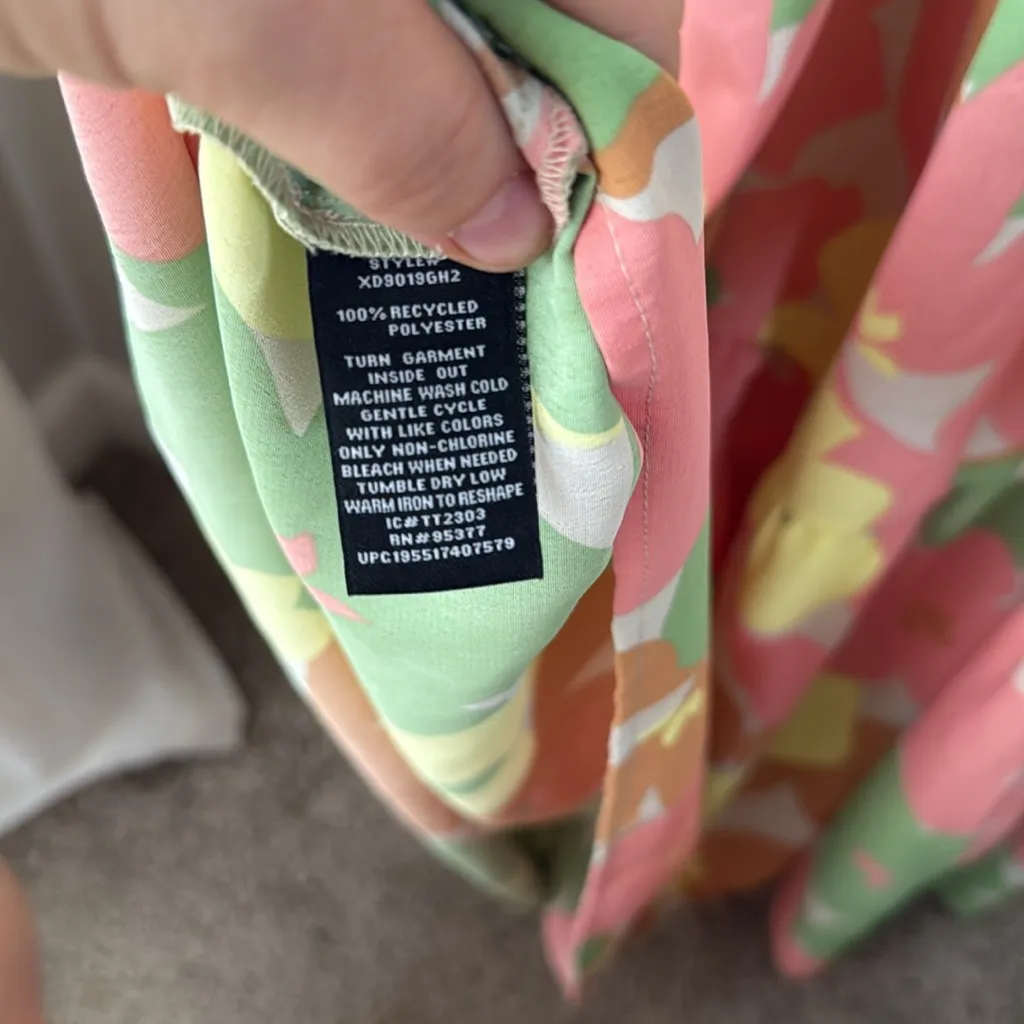 STYLE#
XD9019GH2
100% RECYCLED
POLYESTER
TURN GARMENT
INSIDE OUT
MACHINE WASH COLD
GENTLE CYCLE
WITH LIKE COLORS
ONLY NON-CHLORINE
BLEACH WHEN NEEDED
TUMBLE DRY LOW
WARM IRON TO RESHAPE
IC#TT2303
RN#95377
UPC195517407579